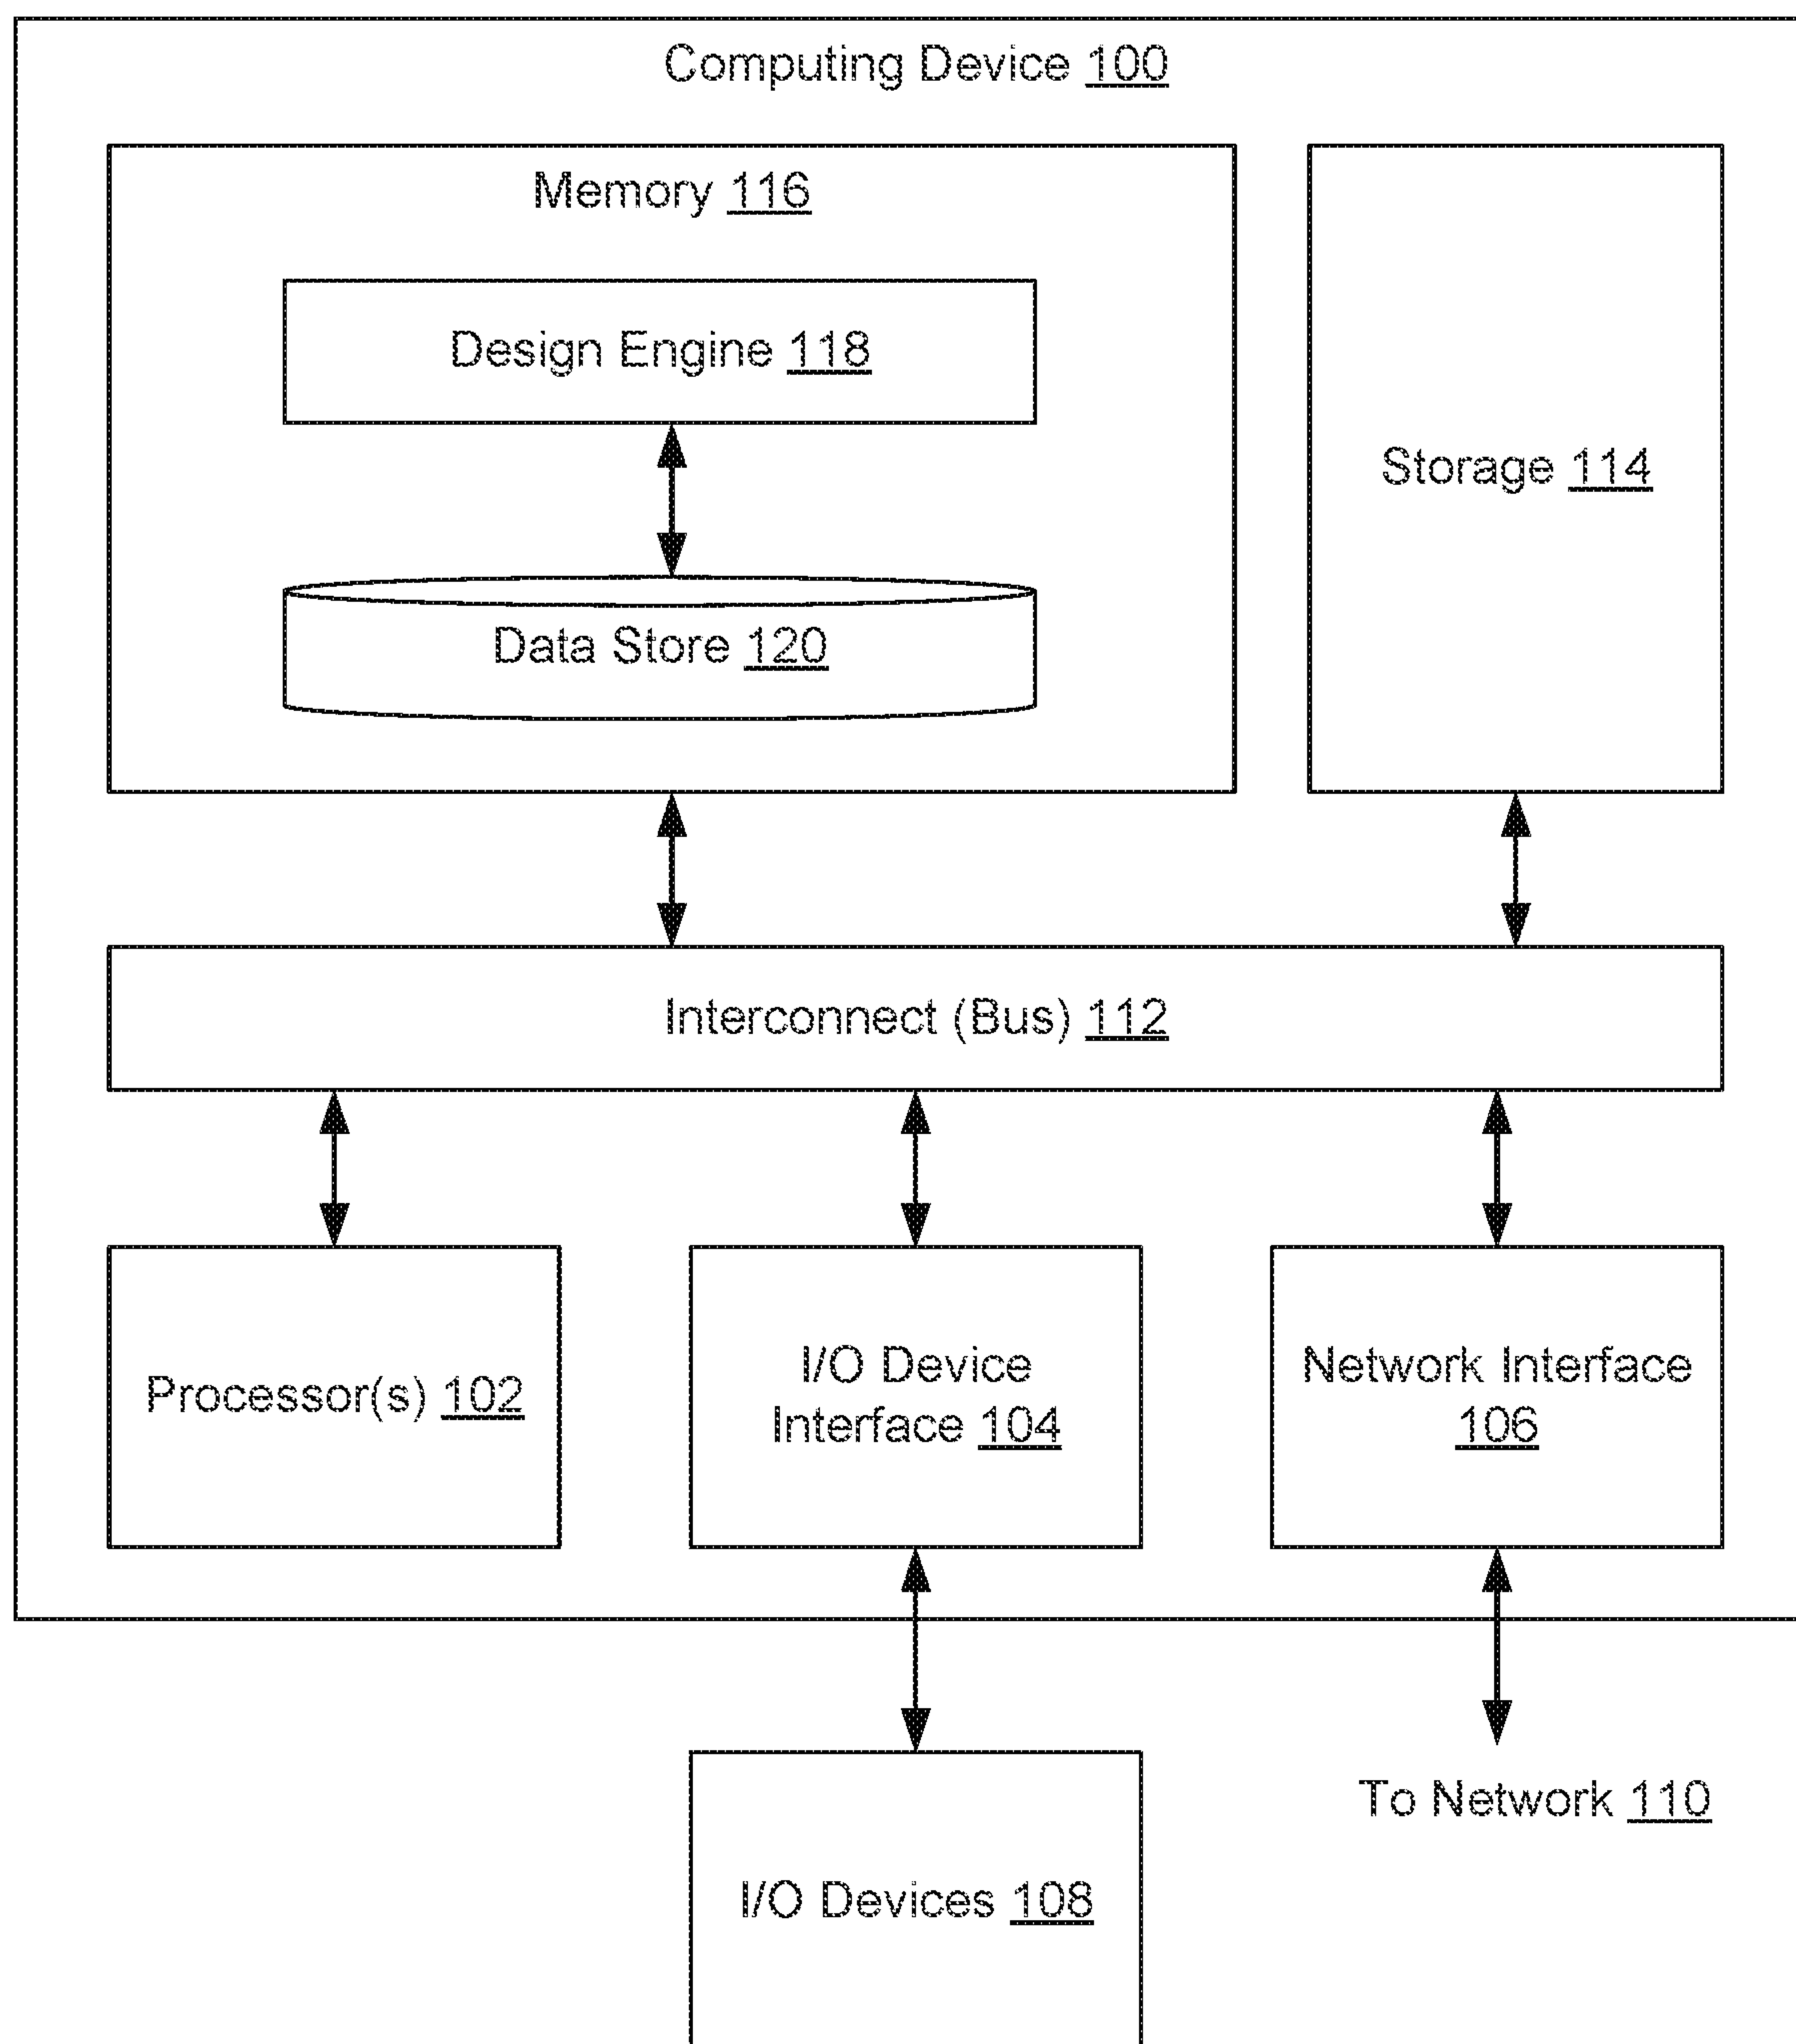 Computing Device 100
Memory 116
Design Engine 118
Storage 114
Data Store 120
Interconnect (Bus) 112
Processor(s) 102
I/O Device
Interface 104
Network Interface
106
To Network 110
I/O Devices 108